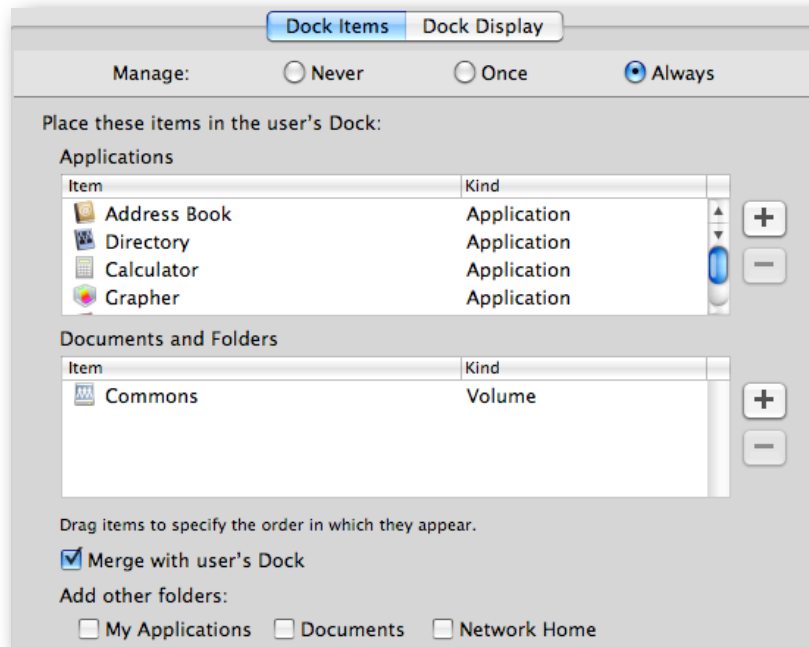 Dock Items Dock Display
Manage: Never Once Always
Place these items in the user's Dock:
Applications
Item Kind
Address Book Application
Directory Application
Calculator Application
Grapher Application
Documents and Folders
Item Kind
Commons Volume
Drag items to specify the order in which they appear.
Merge with user's Dock
Add other folders:
My Applications Documents Network Home